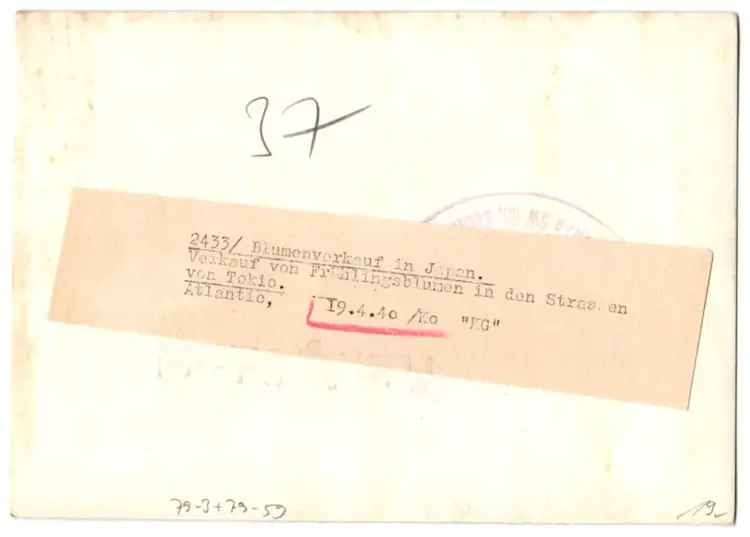 37
2433/ Blumenverkauf in Japan.
Verkauf von Frühlingsblumen in den Strassen
von Tokio.
Atlantic, 19.4.40 /Ko "KG"
79-3+79-59
19.-